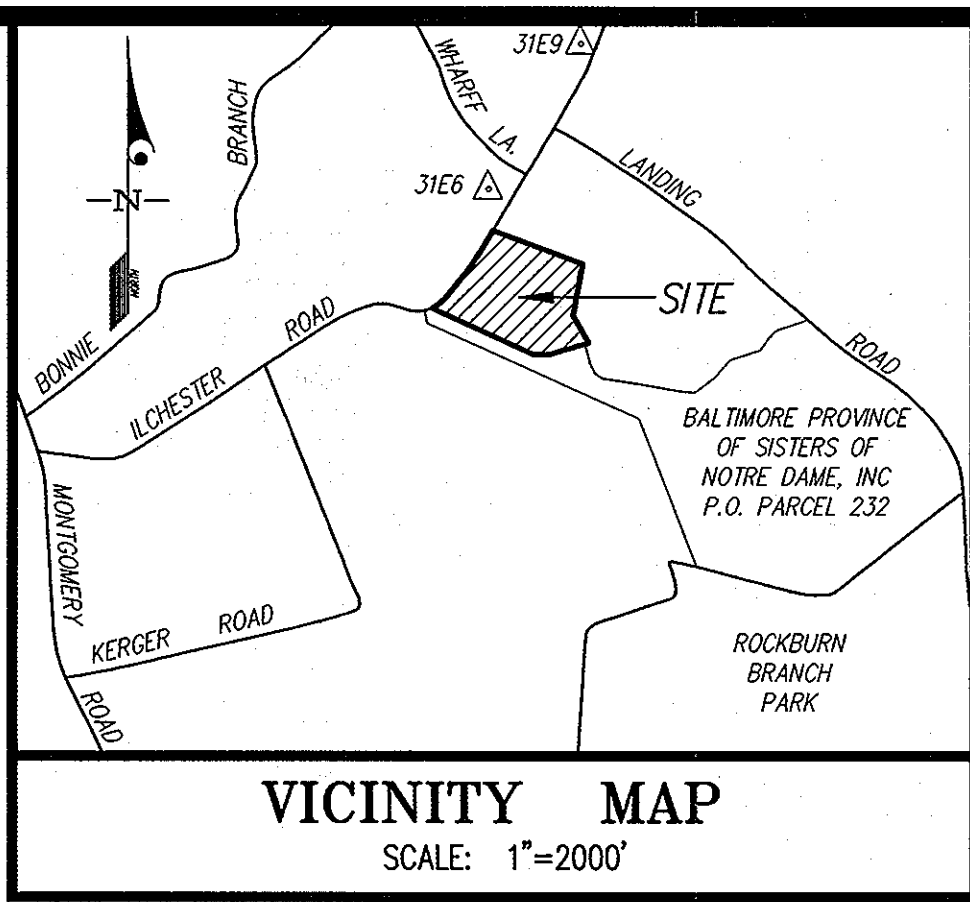 31E9
WHARFF LA.
BRANCH
LANDING
31E6
N
NORTH
SITE
ROAD
ROAD
BONNIE
ILCHESTER
BALTIMORE PROVINCE
OF SISTERS OF
NOTRE DAME, INC
P.O. PARCEL 232
MONTGOMERY
KERGER ROAD
ROCKBURN
BRANCH
PARK
ROAD
VICINITY MAP
SCALE: 1"=2000'